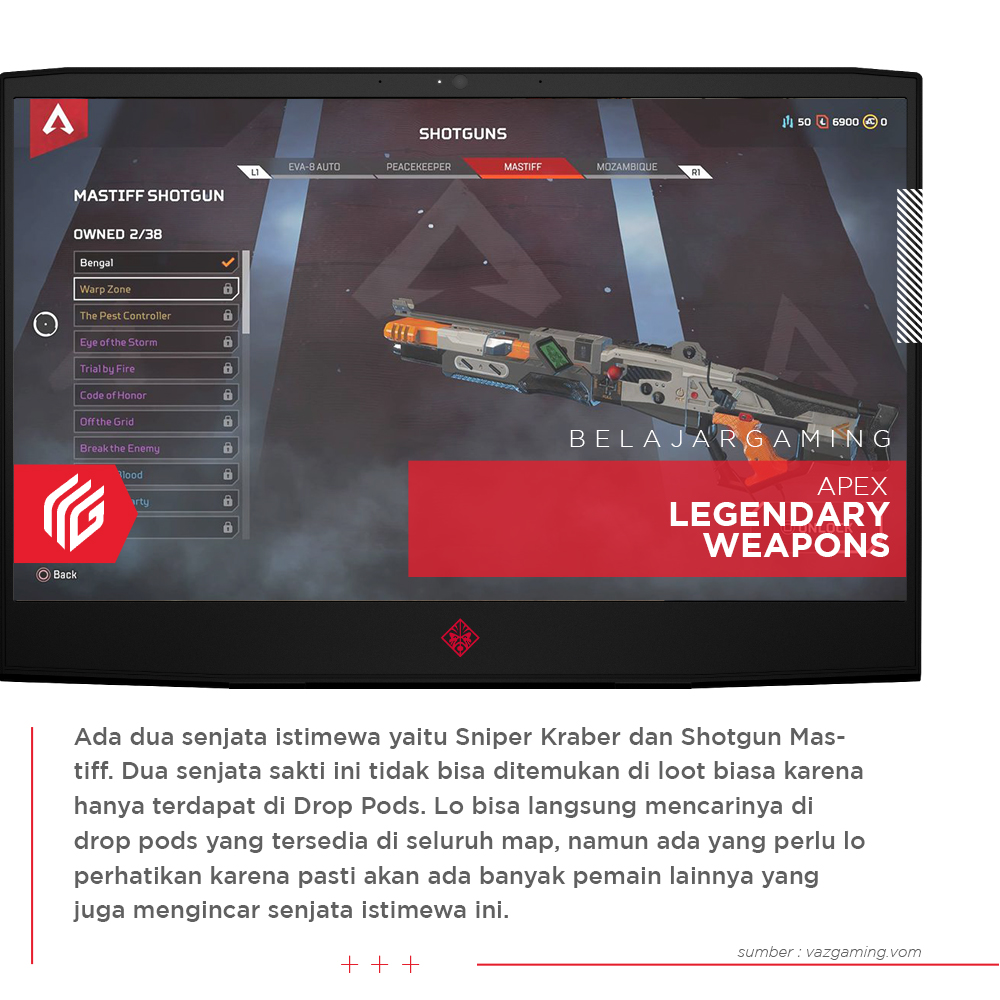 SHOTGUNS
50 6900 0
L1 EVA-8 AUTO PEACEKEEPER MASTIFF MOZAMBIQUE R1
MASTIFF SHOTGUN
OWNED 2/38
Bengal
Warp Zone
The Pest Controller
Eye of the Storm
Trial by Fire
Code of Honor
Off the Grid
Break the Enemy
BELAJARGAMING
APEX
LEGENDARY
WEAPONS
UNLOCK
Back
Ada dua senjata istimewa yaitu Sniper Kraber dan Shotgun Mas-
tiff. Dua senjata sakti ini tidak bisa ditemukan di loot biasa karena
hanya terdapat di Drop Pods. Lo bisa langsung mencarinya di
drop pods yang tersedia di seluruh map, namun ada yang perlu lo
perhatikan karena pasti akan ada banyak pemain lainnya yang
juga mengincar senjata istimewa ini.
sumber : vazgaming.vom